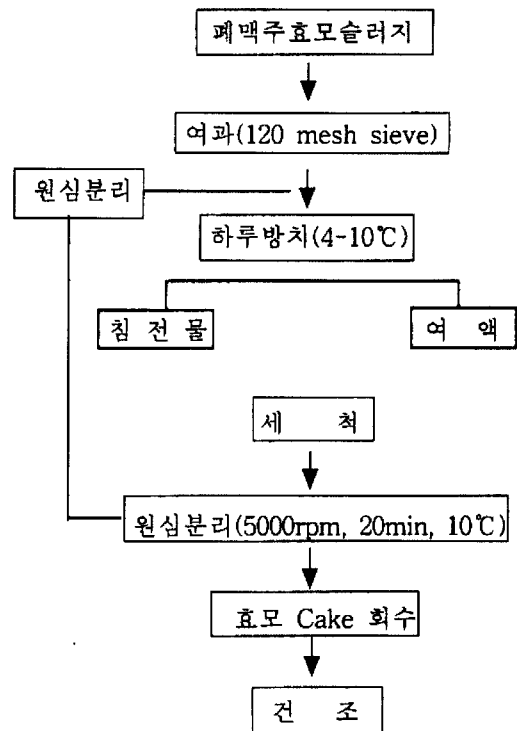 폐맥주효모슬러지
여과(120 mesh sieve)
원심분리
하루방치(4-10℃)
침 전 물
여 액
세 척
원심분리(5000rpm, 20min, 10℃)
효모 Cake 회수
건 조